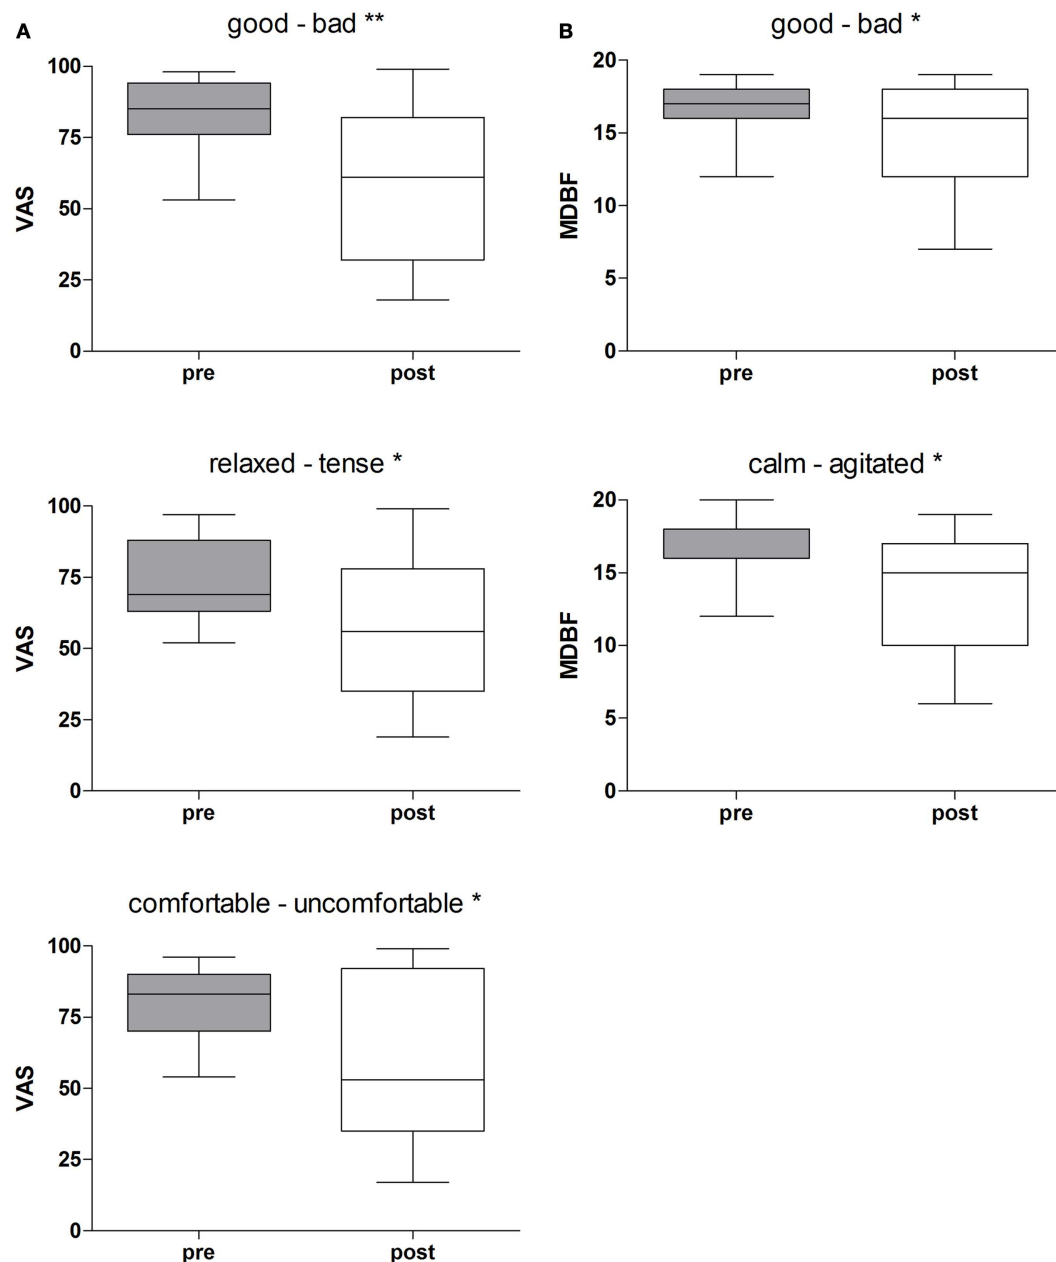 A
good - bad **
100
75
50
25
0
VAS
pre post
B
good - bad *
20
15
10
5
0
MDBF
pre post
relaxed - tense *
100
75
50
25
0
VAS
pre post
calm - agitated *
20
15
10
5
0
MDBF
pre post
comfortable - uncomfortable *
100
75
50
25
0
VAS
pre post